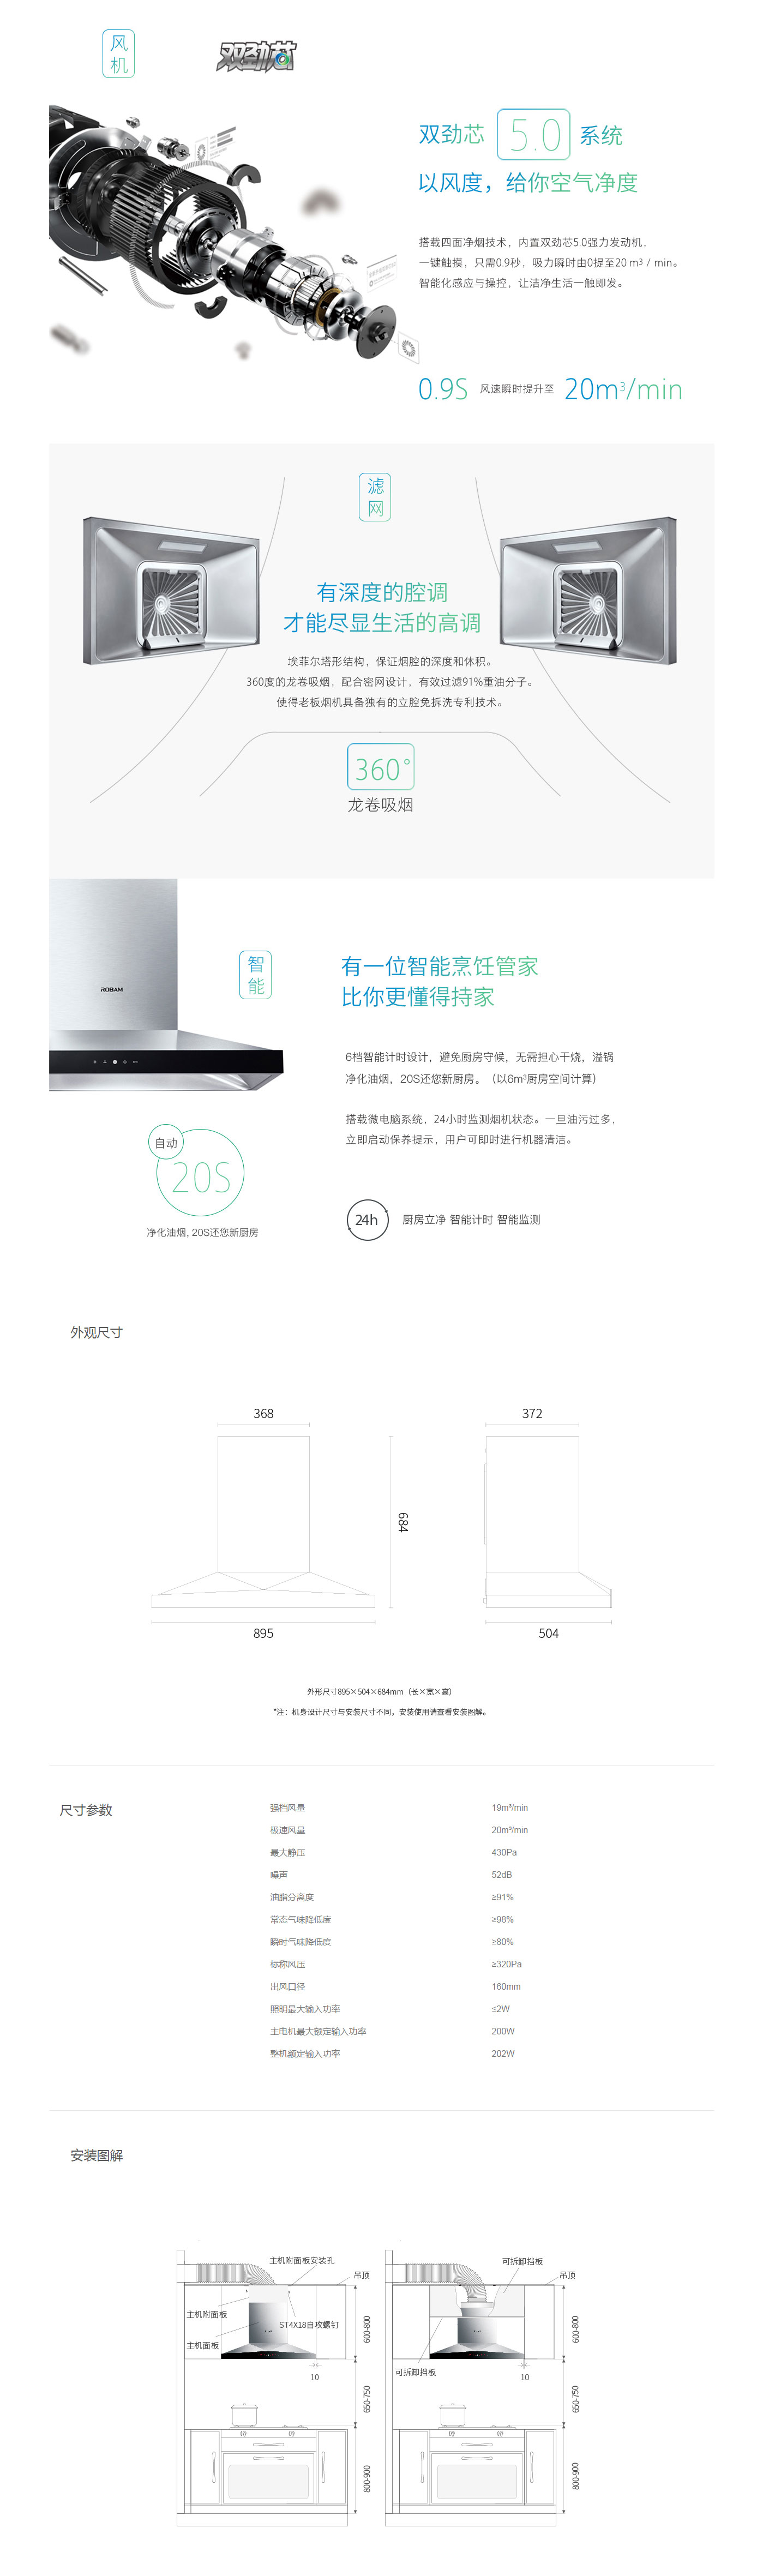 风
机
双劲芯
双劲芯 5.0 系统
以风度，给你空气净度
搭载四面净烟技术，内置双劲芯5.0强力发动机，
一键触摸，只需0.9秒，吸力瞬时由0提至20 m³ / min。
智能化感应与操控，让洁净生活一触即发。
0.9S 风速瞬时提升至 20m³/min
滤
网
有深度的腔调
才能尽显生活的高调
埃菲尔塔形结构，保证烟腔的深度和体积。
360度的龙卷吸烟，配合密网设计，有效过滤91%重油分子。
使得老板烟机具备独有的立腔免拆洗专利技术。
360°
龙卷吸烟
ROBAM
智
能
有一位智能烹饪管家
比你更懂得持家
6档智能计时设计，避免厨房守候，无需担心干烧，溢锅
净化油烟，20S还您新厨房。（以6m³厨房空间计算）
搭载微电脑系统，24小时监测烟机状态。一旦油污过多，
立即启动保养提示，用户可即时进行机器清洁。
自动
20S
净化油烟, 20S还您新厨房
24h 厨房立净 智能计时 智能监测
外观尺寸
368
372
684
895
504
外形尺寸895×504×684mm（长×宽×高）
*注：机身设计尺寸与安装尺寸不同，安装使用请查看安装图解。
尺寸参数
强档风量 19m³/min
极速风量 20m³/min
最大静压 430Pa
噪声 52dB
油脂分离度 ≥91%
常态气味降低度 ≥98%
瞬时气味降低度 ≥80%
标称风压 ≥320Pa
出风口径 160mm
照明最大输入功率 ≤2W
主电机最大额定输入功率 200W
整机额定输入功率 202W
安装图解
主机附面板安装孔
吊顶
主机附面板
ST4X18自攻螺钉
主机面板
600-800
10
650-750
800-900
可拆卸挡板
吊顶
可拆卸挡板
600-800
10
650-750
800-900